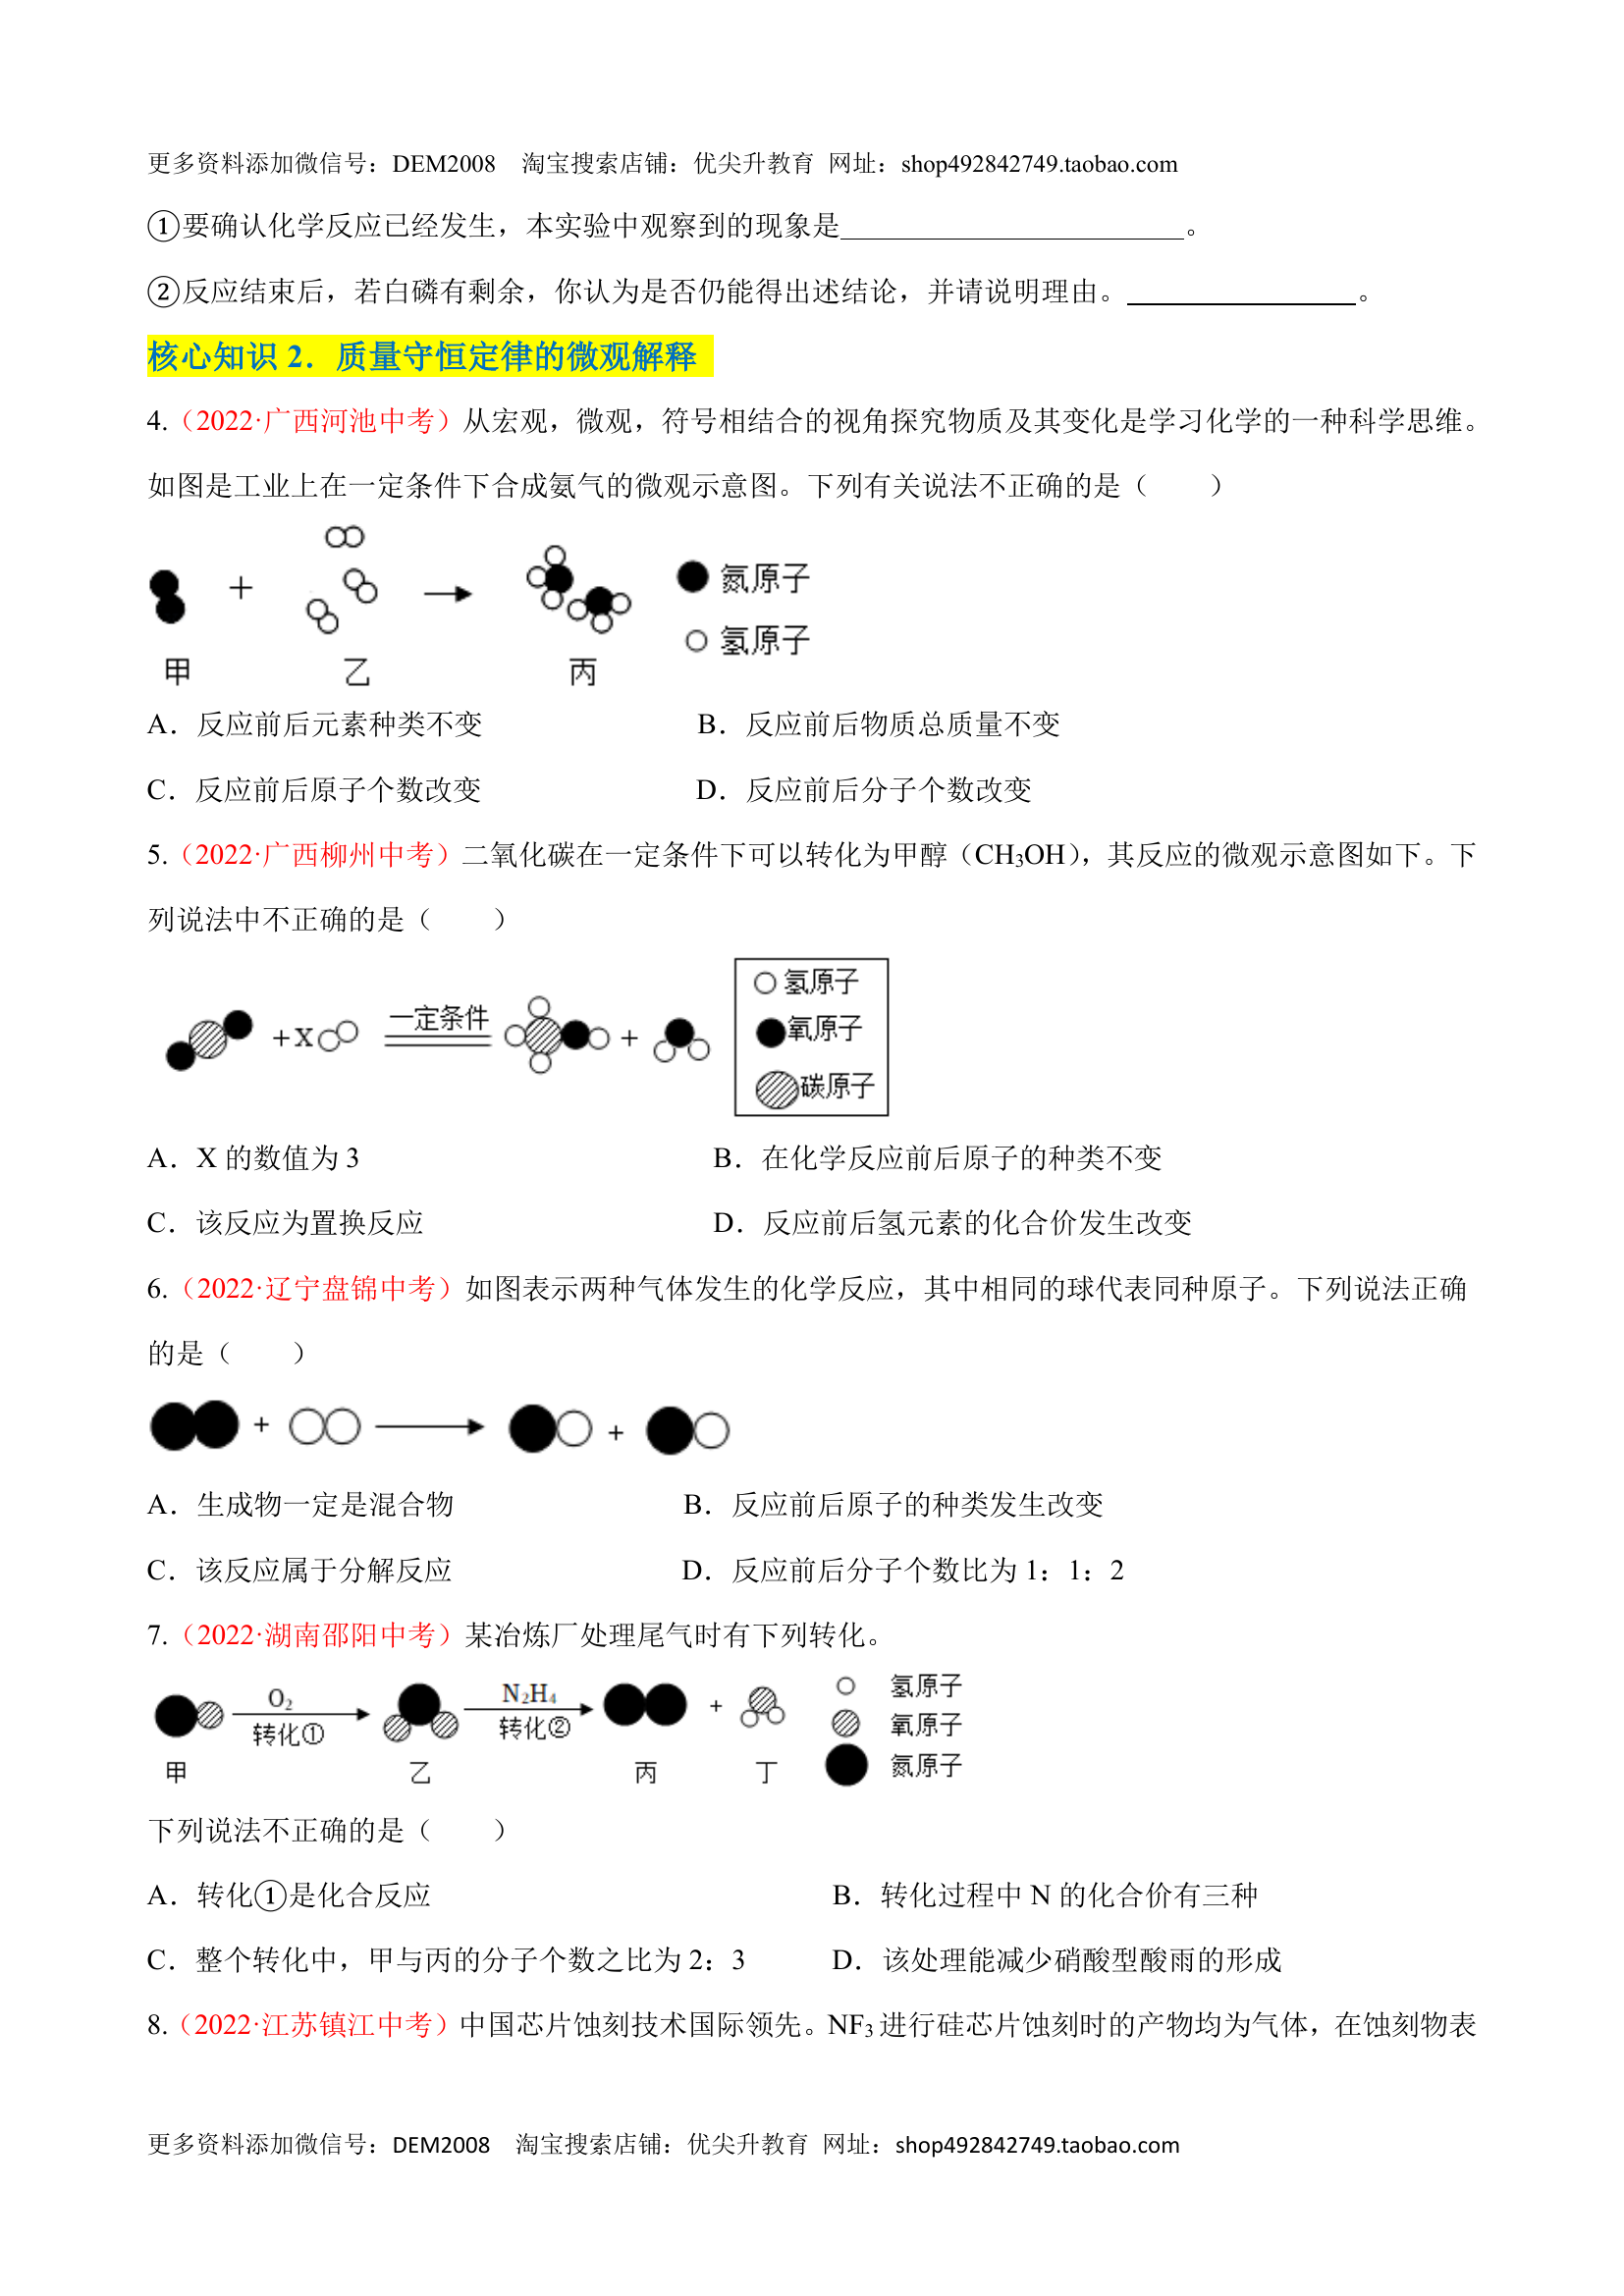 更多资料添加微信号：DEM2008 淘宝搜索店铺：优尖升教育 网址：shop492842749.taobao.com
①要确认化学反应已经发生，本实验中观察到的现象是________________________。
②反应结束后，若白磷有剩余，你认为是否仍能得出述结论，并请说明理由。________________。
核心知识 2．质量守恒定律的微观解释
4.（2022·广西河池中考）从宏观，微观，符号相结合的视角探究物质及其变化是学习化学的一种科学思维。
如图是工业上在一定条件下合成氨气的微观示意图。下列有关说法不正确的是（　　）
+ → 氮原子
氢原子
甲 乙 丙
A．反应前后元素种类不变 B．反应前后物质总质量不变
C．反应前后原子个数改变 D．反应前后分子个数改变
5.（2022·广西柳州中考）二氧化碳在一定条件下可以转化为甲醇（CH₃OH），其反应的微观示意图如下。下
列说法中不正确的是（　　）
+X 一定条件 +
氢原子
氧原子
碳原子
A．X 的数值为 3 B．在化学反应前后原子的种类不变
C．该反应为置换反应 D．反应前后氢元素的化合价发生改变
6.（2022·辽宁盘锦中考）如图表示两种气体发生的化学反应，其中相同的球代表同种原子。下列说法正确
的是（　　）
+ → +
A．生成物一定是混合物 B．反应前后原子的种类发生改变
C．该反应属于分解反应 D．反应前后分子个数比为 1：1：2
7.（2022·湖南邵阳中考）某冶炼厂处理尾气时有下列转化。
O₂ 转化① N₂H₄ 转化② +
甲 乙 丙 丁
氢原子
氧原子
氮原子
下列说法不正确的是（　　）
A．转化①是化合反应 B．转化过程中 N 的化合价有三种
C．整个转化中，甲与丙的分子个数之比为 2：3 D．该处理能减少硝酸型酸雨的形成
8.（2022·江苏镇江中考）中国芯片蚀刻技术国际领先。NF₃ 进行硅芯片蚀刻时的产物均为气体，在蚀刻物表
更多资料添加微信号：DEM2008 淘宝搜索店铺：优尖升教育 网址：shop492842749.taobao.com